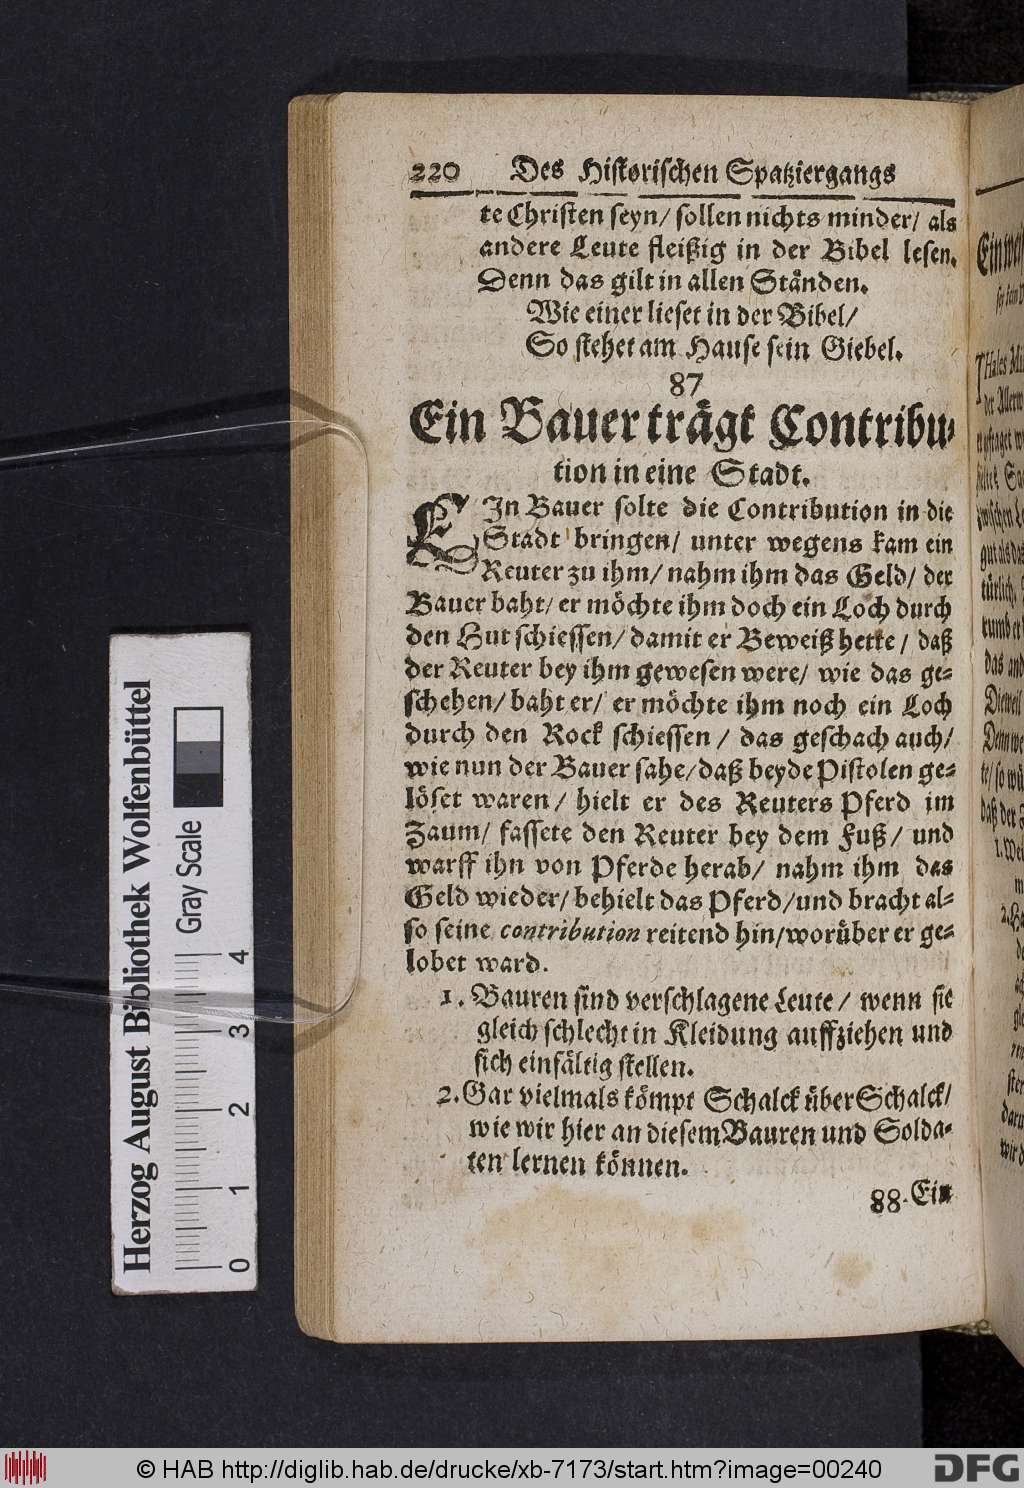 220 Des Historischen Spatziergangs
te Christen seyn/ sollen nichts minder/ als
andere Leute fleißig in der Bibel lesen.
Denn das gilt in allen Ständen.
Wie einer lieset in der Bibel/
So stehet am Hause sein Giebel.
87
Ein Bauer trägt Contribu-
tion in eine Stadt.
EIn Bauer solte die Contribution in die
Stadt bringen/ unter wegens kam ein
Reuter zu ihm/ nahm ihm das Geld/ der
Bauer baht/ er möchte ihm doch ein Loch durch
den Hut schiessen/ damit er Beweiß hette/ daß
der Reuter bey ihm gewesen were/ wie das ge-
schehen/ baht er/ er möchte ihm noch ein Loch
durch den Rock schiessen/ das geschach auch/
wie nun der Bauer sahe/ daß beyde Pistolen ge-
löset waren/ hielt er des Reuters Pferd im
Zaum/ fassete den Reuter bey dem Fuß/ und
warff ihn von Pferde herab/ nahm ihm das
Geld wieder/ behielt das Pferd/ und bracht al-
so seine contribution reitend hin/ worüber er ge-
lobet ward.
1. Bauren sind verschlagene Leute/ wenn sie
gleich schlecht in Kleidung auffziehen und
sich einfältig stellen.
2. Gar vielmals kömpt Schalck über Schalck/
wie wir hier an diesem Bauren und Solda-
ten lernen können.
88. Ein
Herzog August Bibliothek Wolfenbüttel
Gray Scale
0 1 2 3 4
© HAB http://diglib.hab.de/drucke/xb-7173/start.htm?image=00240
DFG